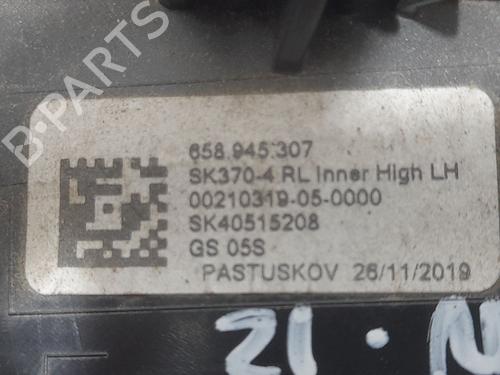 B-PARTS
658.945.307
SK370-4 RL Inner High LH
00210319-05-0000
SK40515208
GS 05S
PASTUSKOV 26/11/2019